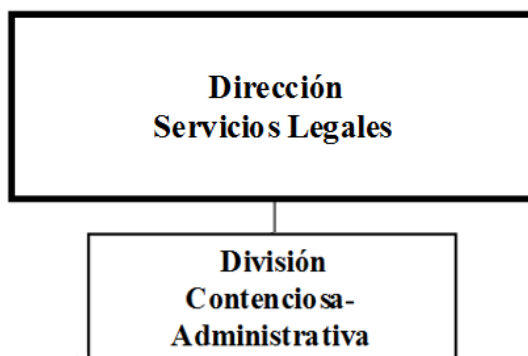 Dirección
Servicios Legales
División
Contenciosa-
Administrativa